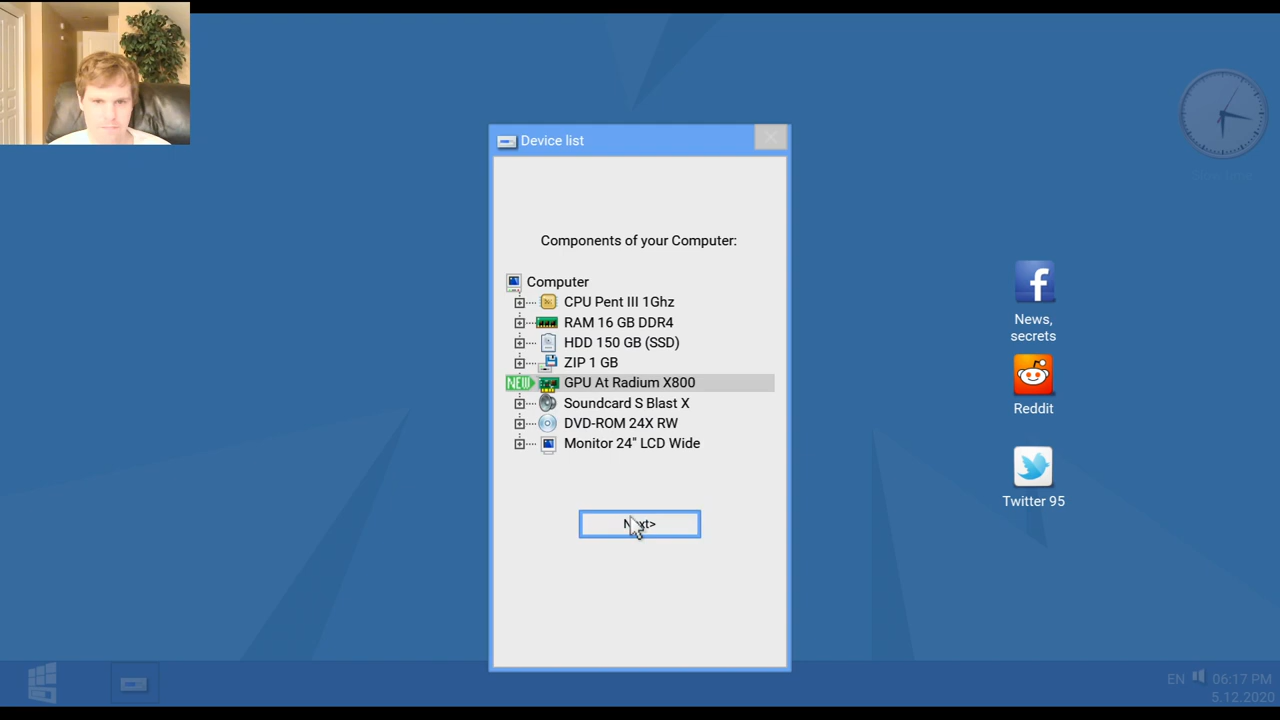 Device list
Components of your Computer:
Computer
CPU Pent III 1Ghz
RAM 16 GB DDR4
HDD 150 GB (SSD)
ZIP 1 GB
NEW GPU At Radium X800
Soundcard S Blast X
DVD-ROM 24X RW
Monitor 24" LCD Wide
Next>
News,
secrets
Reddit
Twitter 95
EN 06:17 PM
5.12.2020